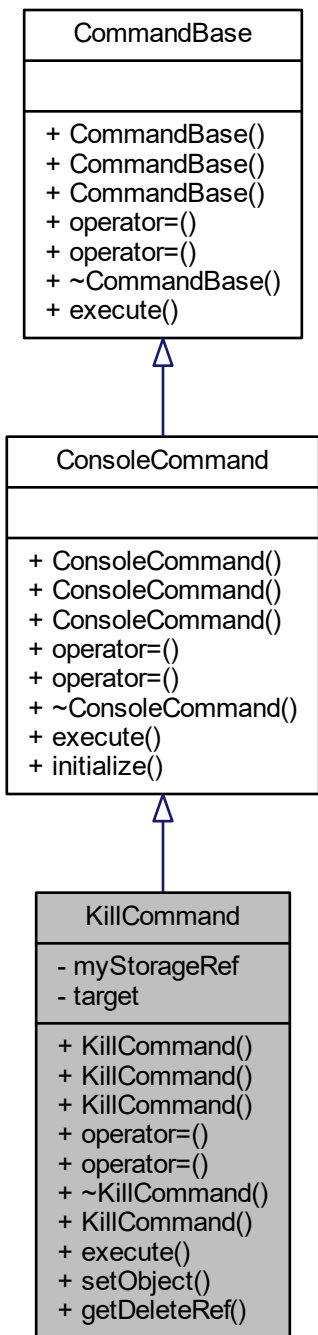 CommandBase
+ CommandBase()
+ CommandBase()
+ CommandBase()
+ operator=()
+ operator=()
+ ~CommandBase()
+ execute()
ConsoleCommand
+ ConsoleCommand()
+ ConsoleCommand()
+ ConsoleCommand()
+ operator=()
+ operator=()
+ ~ConsoleCommand()
+ execute()
+ initialize()
KillCommand
- myStorageRef
- target
+ KillCommand()
+ KillCommand()
+ KillCommand()
+ operator=()
+ operator=()
+ ~KillCommand()
+ KillCommand()
+ execute()
+ setObject()
+ getDeleteRef()